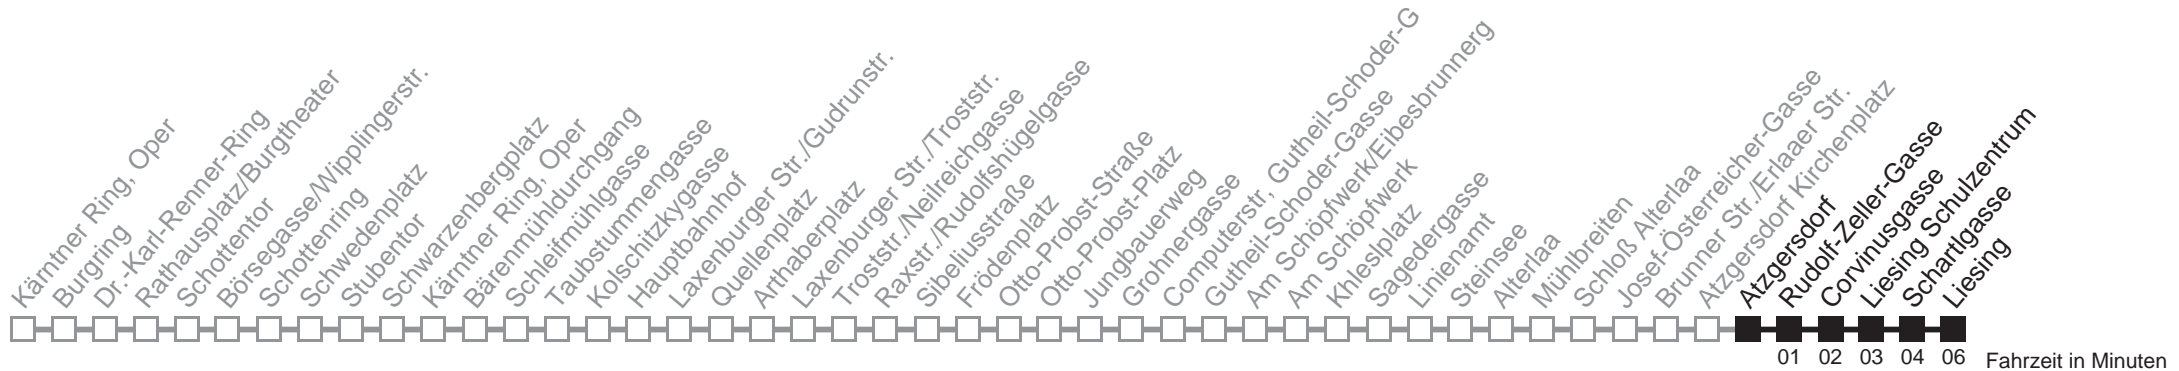 Kärntner Ring, Oper
Burgring
Dr.-Karl-Renner-Ring
Rathausplatz/Burgtheater
Schottentor
Börsegasse/Wipplingerstr.
Schottenring
Schwedenplatz
Stubentor
Schwarzenbergplatz
Kärntner Ring, Oper
Bärenmühldurchgang
Schleifmühlgasse
Taubstummengasse
Kolschitzkygasse
Hauptbahnhof
Laxenburger Str./Gudrunstr.
Quellenplatz
Arthaberplatz
Laxenburger Str./Troststr.
Troststr./Neilreichgasse
Raxstr./Rudolfshügelgasse
Sibeliusstraße
Frödenplatz
Otto-Probst-Straße
Otto-Probst-Platz
Jungbauerweg
Grohnergasse
Computerstr, Gutheil-Schoder-G
Gutheil-Schoder-Gasse
Am Schöpfwerk/Eibesbrunnerg
Am Schöpfwerk
Khleslplatz
Sagedergasse
Linienamt
Steinsee
Alterlaa
Mühlbreiten
Schloß Alterlaa
Josef-Österreicher-Gasse
Brunner Str./Erlaaer Str.
Atzgersdorf Kirchenplatz
Atzgersdorf
Rudolf-Zeller-Gasse
Corvinusgasse
Liesing Schulzentrum
Schartlgasse
Liesing
01 02 03 04 06 Fahrzeit in Minuten